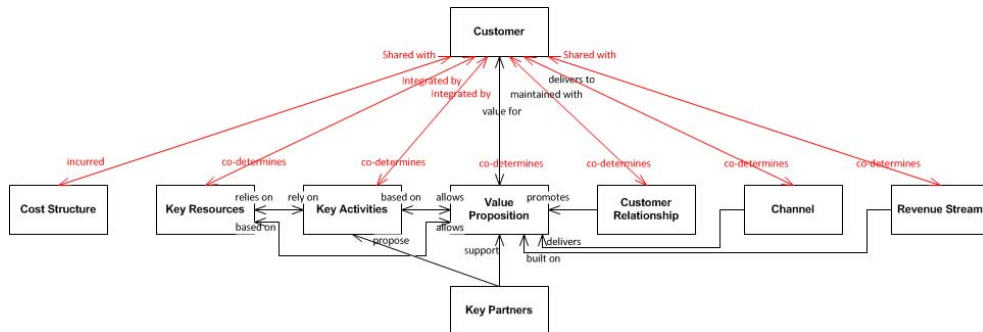 Customer
Shared with
Shared with
Integrated by
delivers to
Integrated by
maintained with
value for
incurred
co-determines
co-determines
co-determines
co-determines
co-determines
co-determines
relies on
rely on
based on
allows
promotes
Cost Structure
Key Resources
Key Activities
Value
Proposition
Customer
Relationship
Channel
Revenue Stream
based on
allows
propose
support
delivers
built on
Key Partners